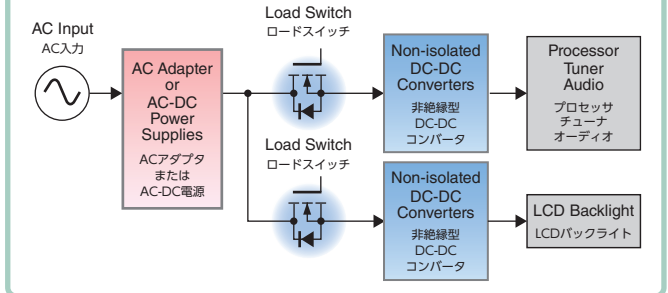 AC Input
AC入力
AC Adapter
or
AC-DC
Power
Supplies
ACアダプタ
または
AC-DC電源
Load Switch
ロードスイッチ
Non-isolated
DC-DC
Converters
非絶縁型
DC-DC
コンバータ
Processor
Tuner
Audio
プロセッサ
チューナ
オーディオ
Load Switch
ロードスイッチ
Non-isolated
DC-DC
Converters
非絶縁型
DC-DC
コンバータ
LCD Backlight
LCDバックライト